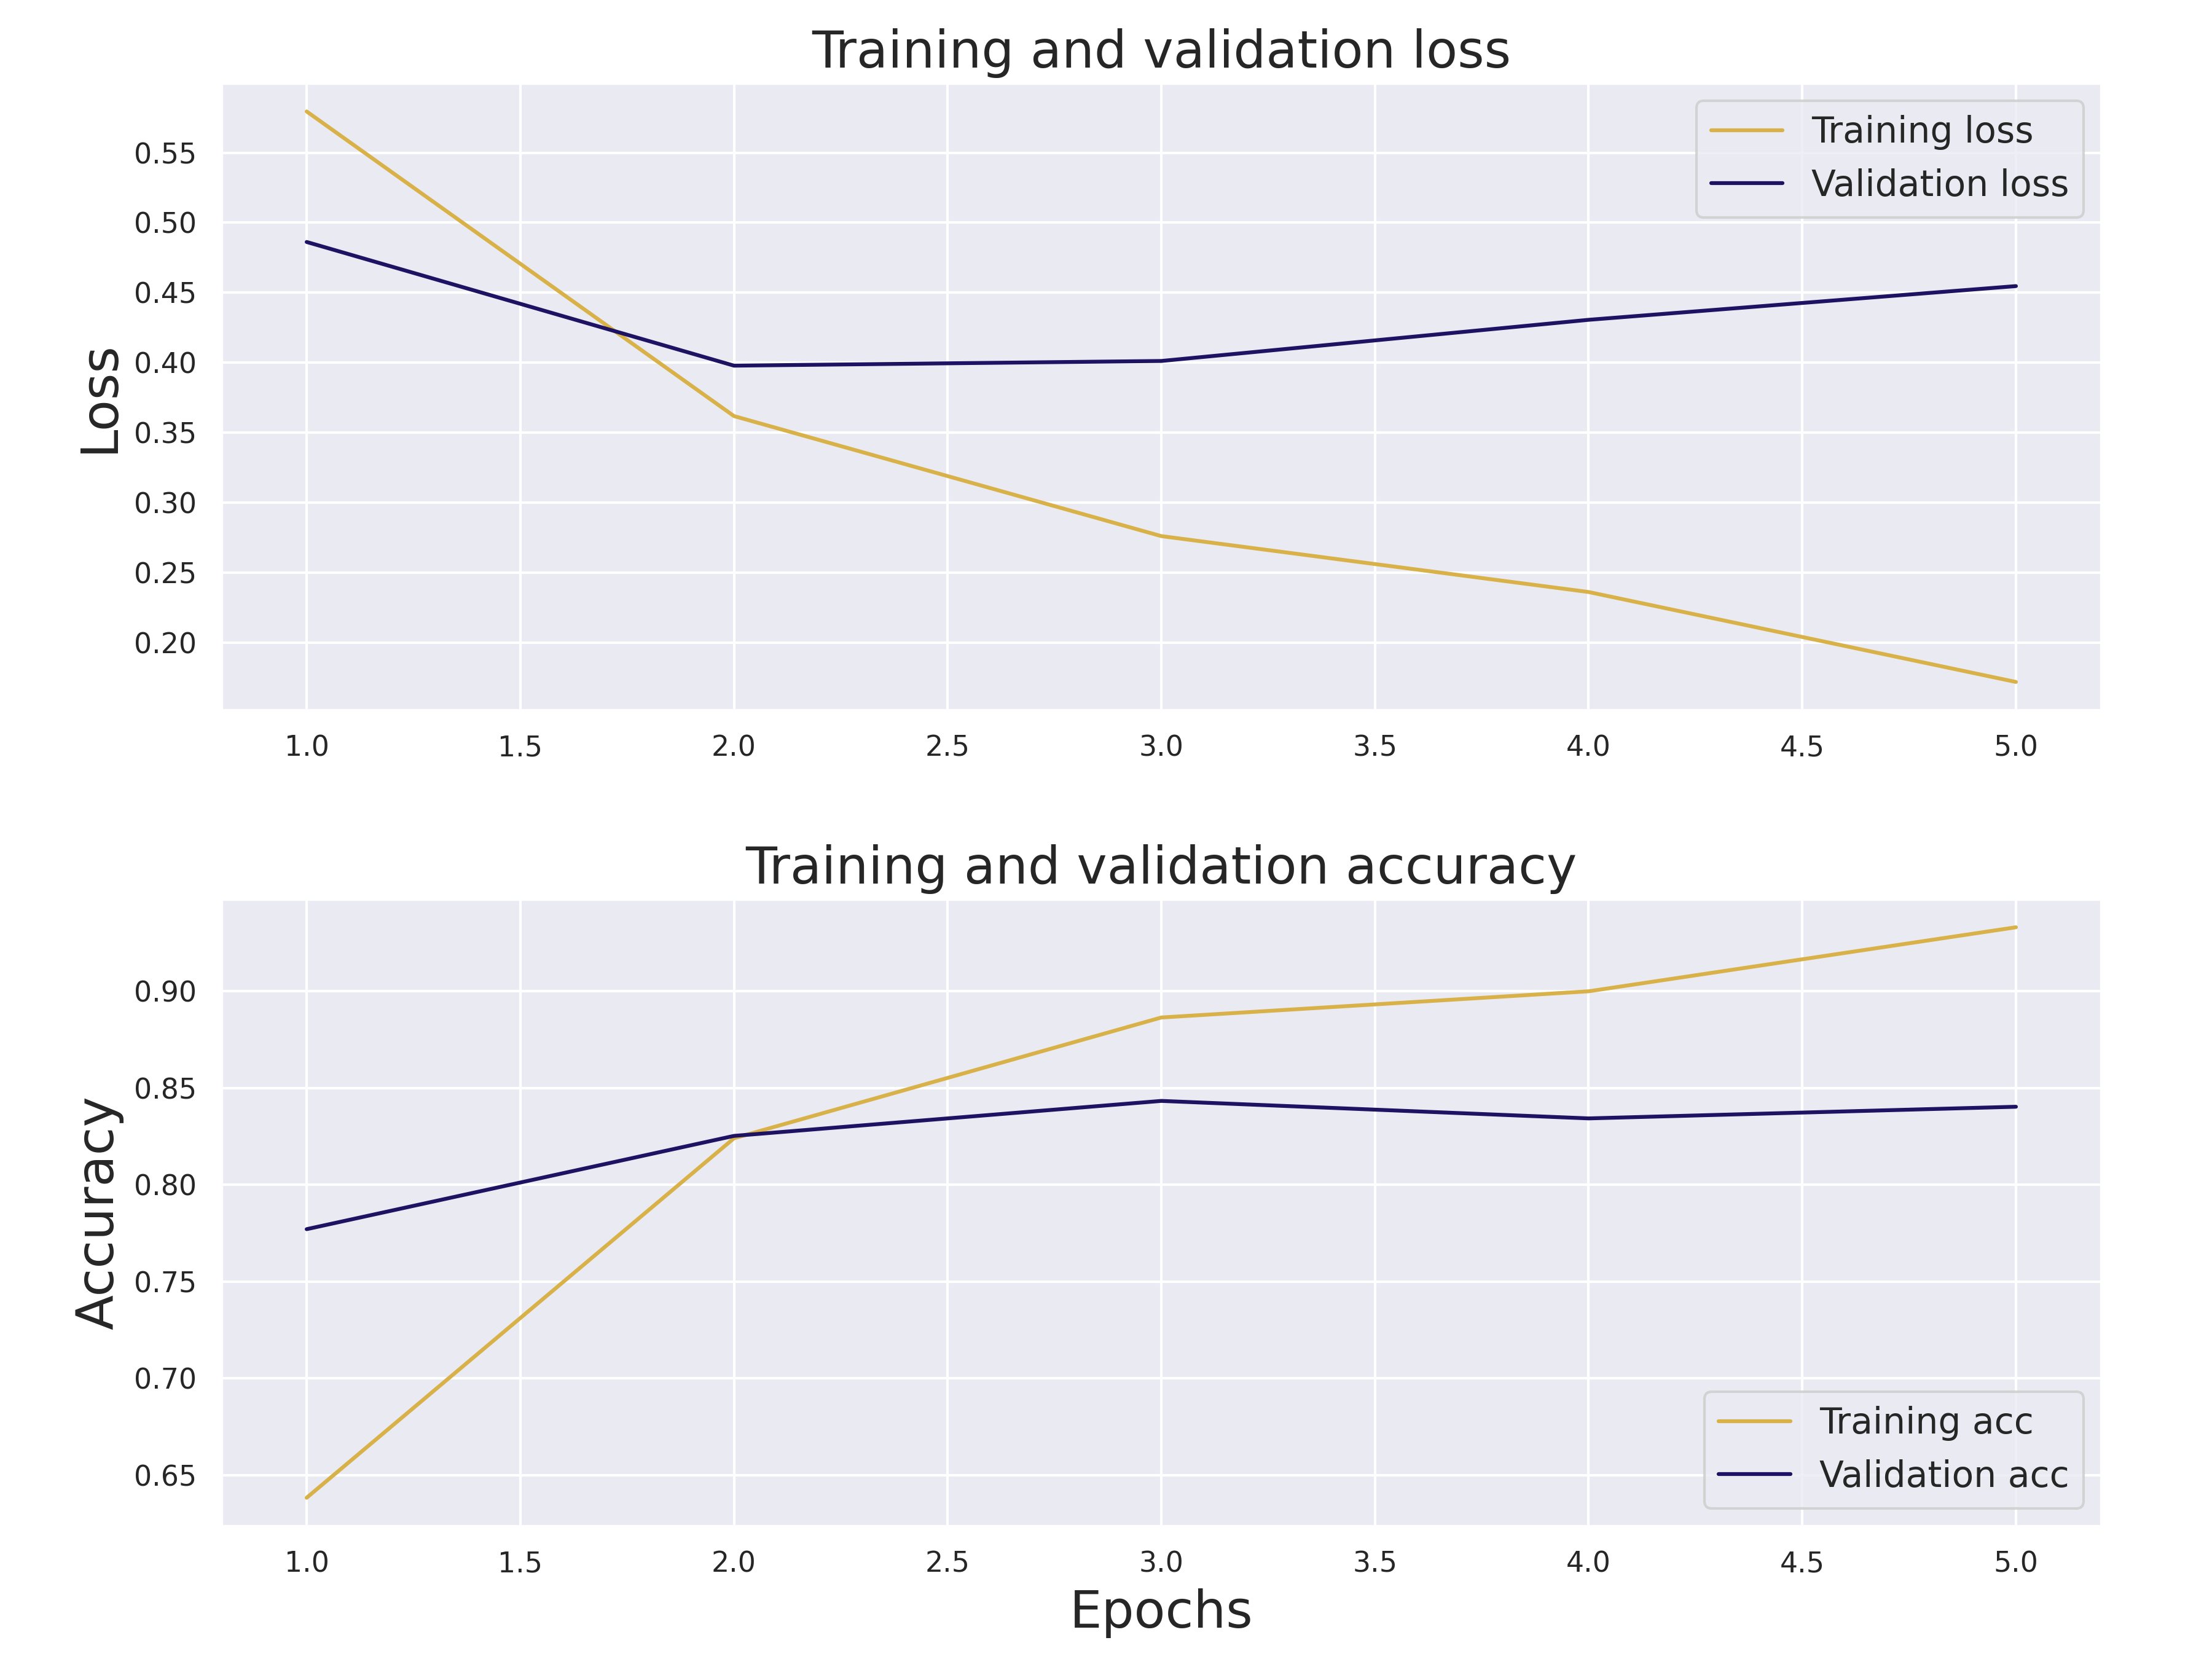 Training and validation loss
Training loss
Validation loss
0.55
0.50
0.45
0.40
0.35
0.30
0.25
0.20
Loss
1.0 1.5 2.0 2.5 3.0 3.5 4.0 4.5 5.0
Training and validation accuracy
0.90
0.85
0.80
0.75
0.70
0.65
Accuracy
Training acc
Validation acc
1.0 1.5 2.0 2.5 3.0 3.5 4.0 4.5 5.0
Epochs